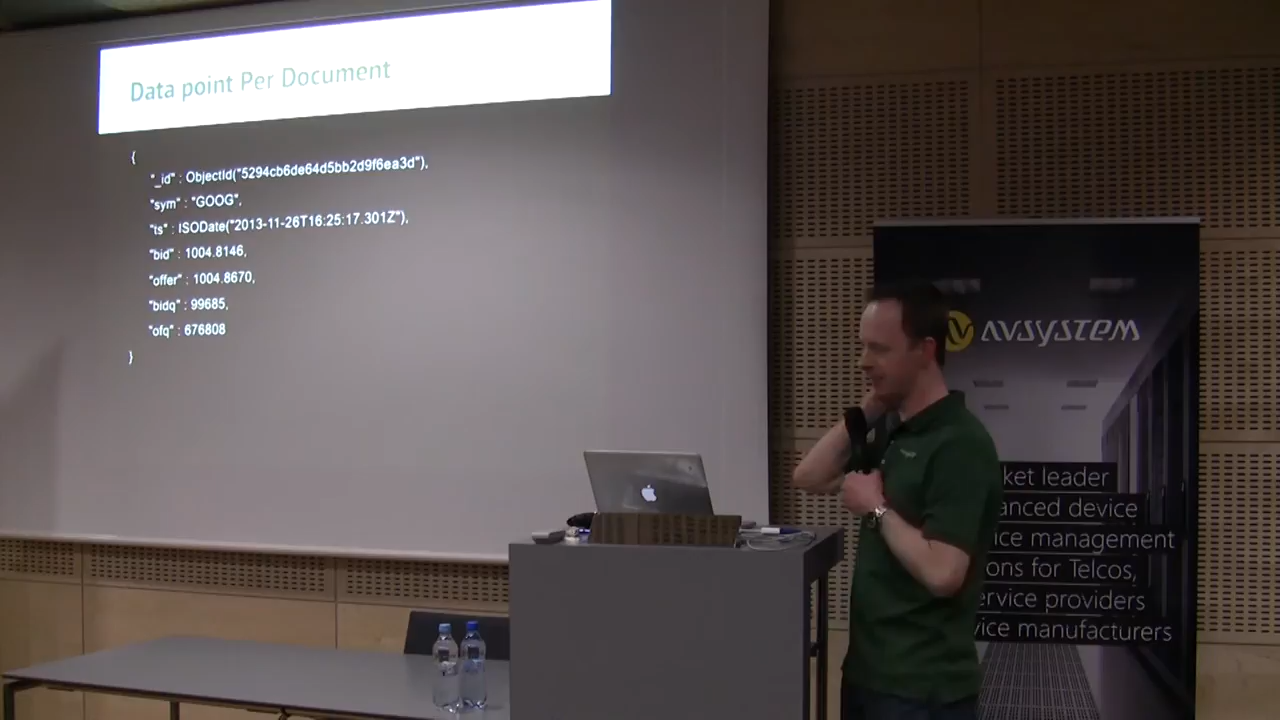 Data point Per Document
{
"_id" : ObjectId("5294cb6de64d5bb2d9f6ea3d"),
"sym" : "GOOG",
"ts" : ISODate("2013-11-26T16:25:17.301Z"),
"bid" : 1004.8146,
"offer" : 1004.8670,
"bidq" : 99685,
"ofq" : 676808
}
AVSYSTEM
ket leader
anced device
ice management
ons for Telcos,
ervice providers
vice manufacturers